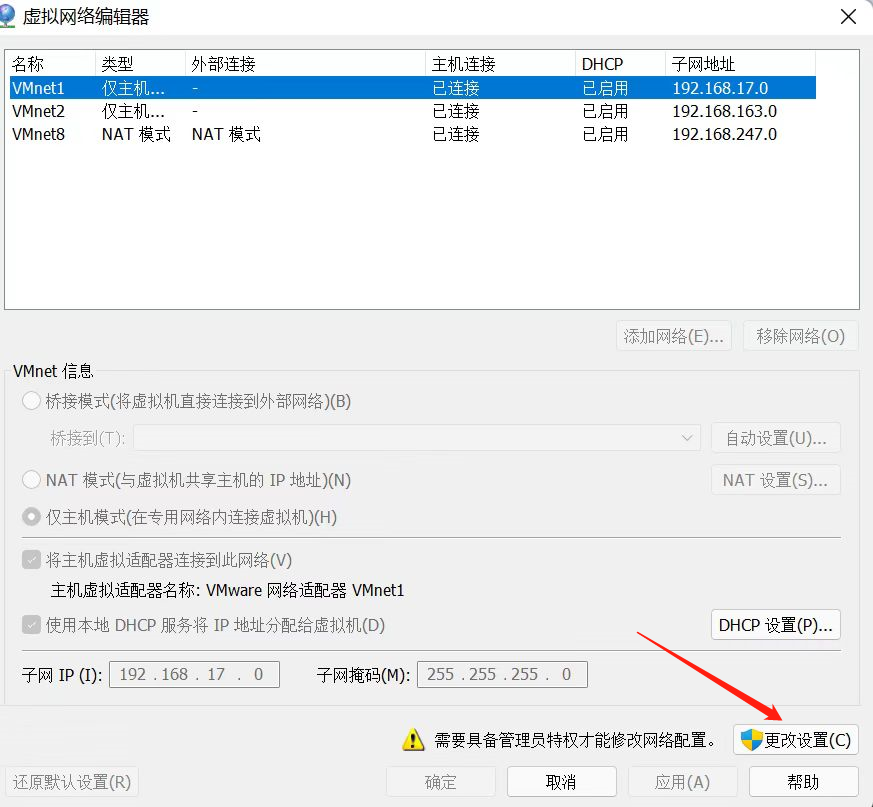 虚拟网络编辑器
名称 类型 外部连接 主机连接 DHCP 子网地址
VMnet1 仅主机... - 已连接 已启用 192.168.17.0
VMnet2 仅主机... - 已连接 已启用 192.168.163.0
VMnet8 NAT 模式 NAT 模式 已连接 已启用 192.168.247.0
添加网络(E)... 移除网络(O)
VMnet 信息
桥接模式(将虚拟机直接连接到外部网络)(B)
桥接到(T): 自动设置(U)...
NAT 模式(与虚拟机共享主机的 IP 地址)(N) NAT 设置(S)...
仅主机模式(在专用网络内连接虚拟机)(H)
将主机虚拟适配器连接到此网络(V)
主机虚拟适配器名称: VMware 网络适配器 VMnet1
使用本地 DHCP 服务将 IP 地址分配给虚拟机(D) DHCP 设置(P)...
子网 IP (I): 192 . 168 . 17 . 0 子网掩码(M): 255 . 255 . 255 . 0
需要具备管理员特权才能修改网络配置。 更改设置(C)
还原默认设置(R) 确定 取消 应用(A) 帮助